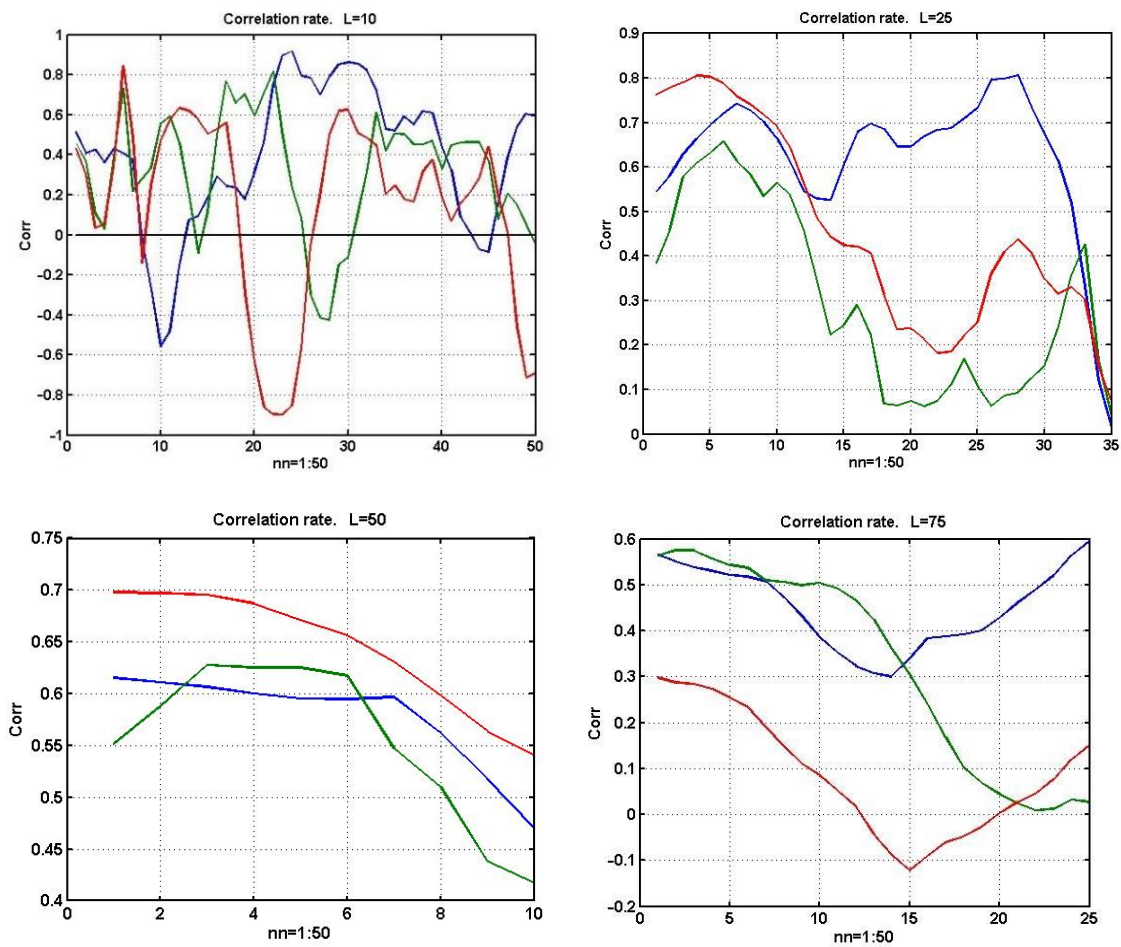 Correlation rate. L=10
1
0.8
0.6
0.4
0.2
0
-0.2
-0.4
-0.6
-0.8
-1
Corr
0 10 20 30 40 50
nn=1:50
Correlation rate. L=25
0.9
0.8
0.7
0.6
0.5
0.4
0.3
0.2
0.1
0
Corr
0 5 10 15 20 25 30 35
nn=1:50
Correlation rate. L=50
0.75
0.7
0.65
0.6
0.55
0.5
0.45
0.4
Corr
0 2 4 6 8 10
nn=1:50
Correlation rate. L=75
0.6
0.5
0.4
0.3
0.2
0.1
0
-0.1
-0.2
Corr
0 5 10 15 20 25
nn=1:50